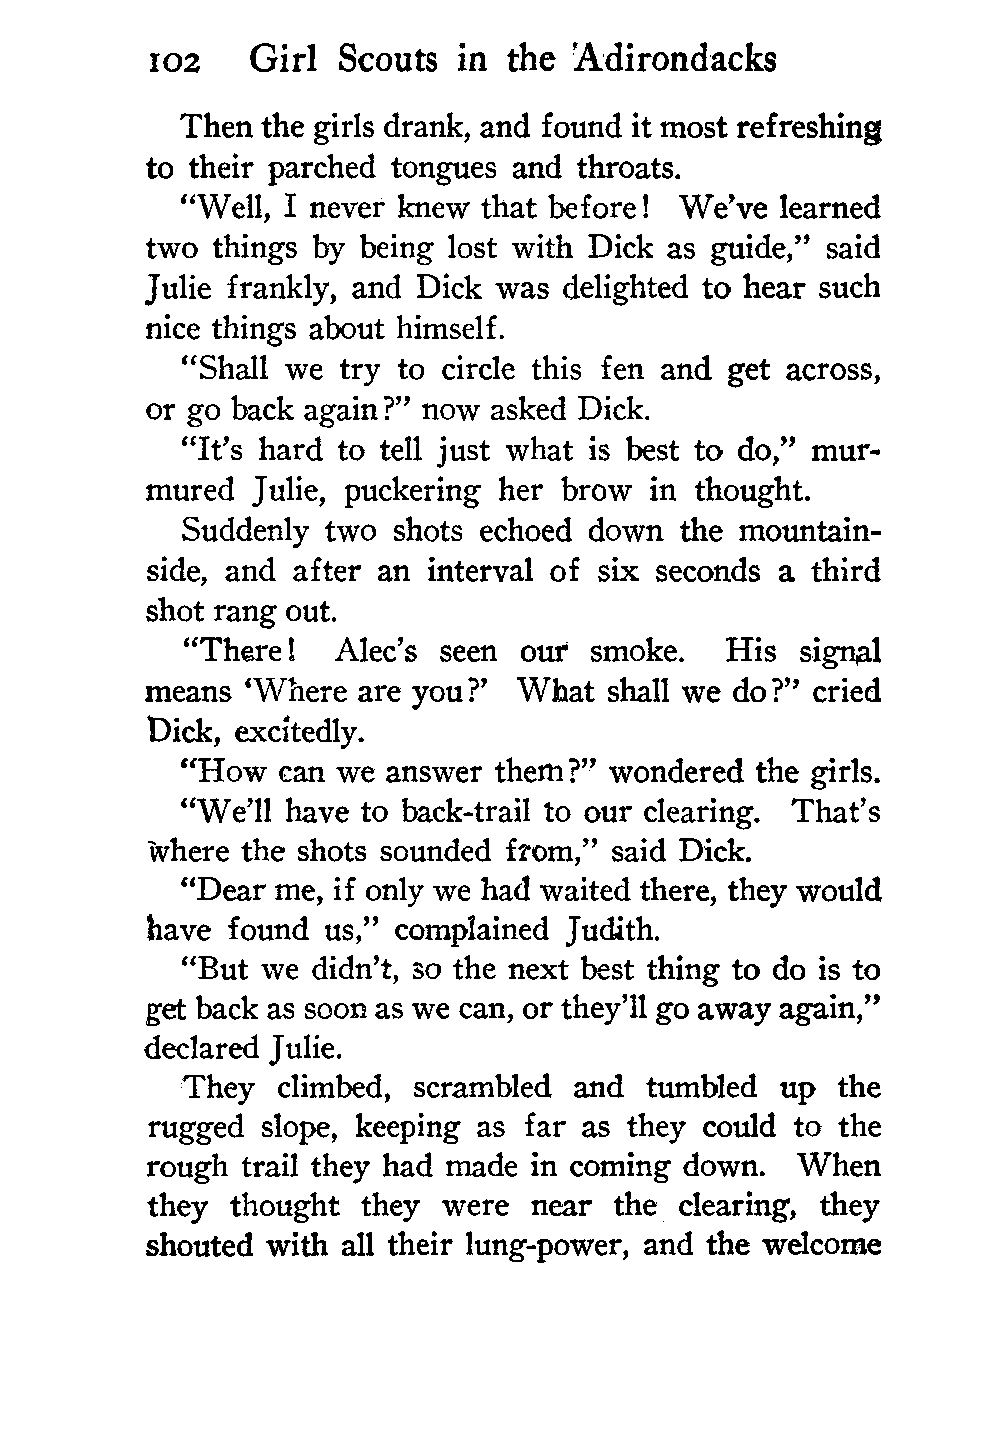 102 Girl Scouts in the Adirondacks
Then the girls drank, and found it most refreshing
to their parched tongues and throats.
“Well, I never knew that before! We’ve learned
two things by being lost with Dick as guide,” said
Julie frankly, and Dick was delighted to hear such
nice things about himself.
“Shall we try to circle this fen and get across,
or go back again?” now asked Dick.
“It’s hard to tell just what is best to do,” mur-
mured Julie, puckering her brow in thought.
Suddenly two shots echoed down the mountain-
side, and after an interval of six seconds a third
shot rang out.
“There! Alec’s seen our smoke. His signal
means ‘Where are you?’ What shall we do?” cried
Dick, excitedly.
“How can we answer them?” wondered the girls.
“We’ll have to back-trail to our clearing. That’s
where the shots sounded from,” said Dick.
“Dear me, if only we had waited there, they would
have found us,” complained Judith.
“But we didn’t, so the next best thing to do is to
get back as soon as we can, or they’ll go away again,”
declared Julie.
They climbed, scrambled and tumbled up the
rugged slope, keeping as far as they could to the
rough trail they had made in coming down. When
they thought they were near the clearing, they
shouted with all their lung-power, and the welcome